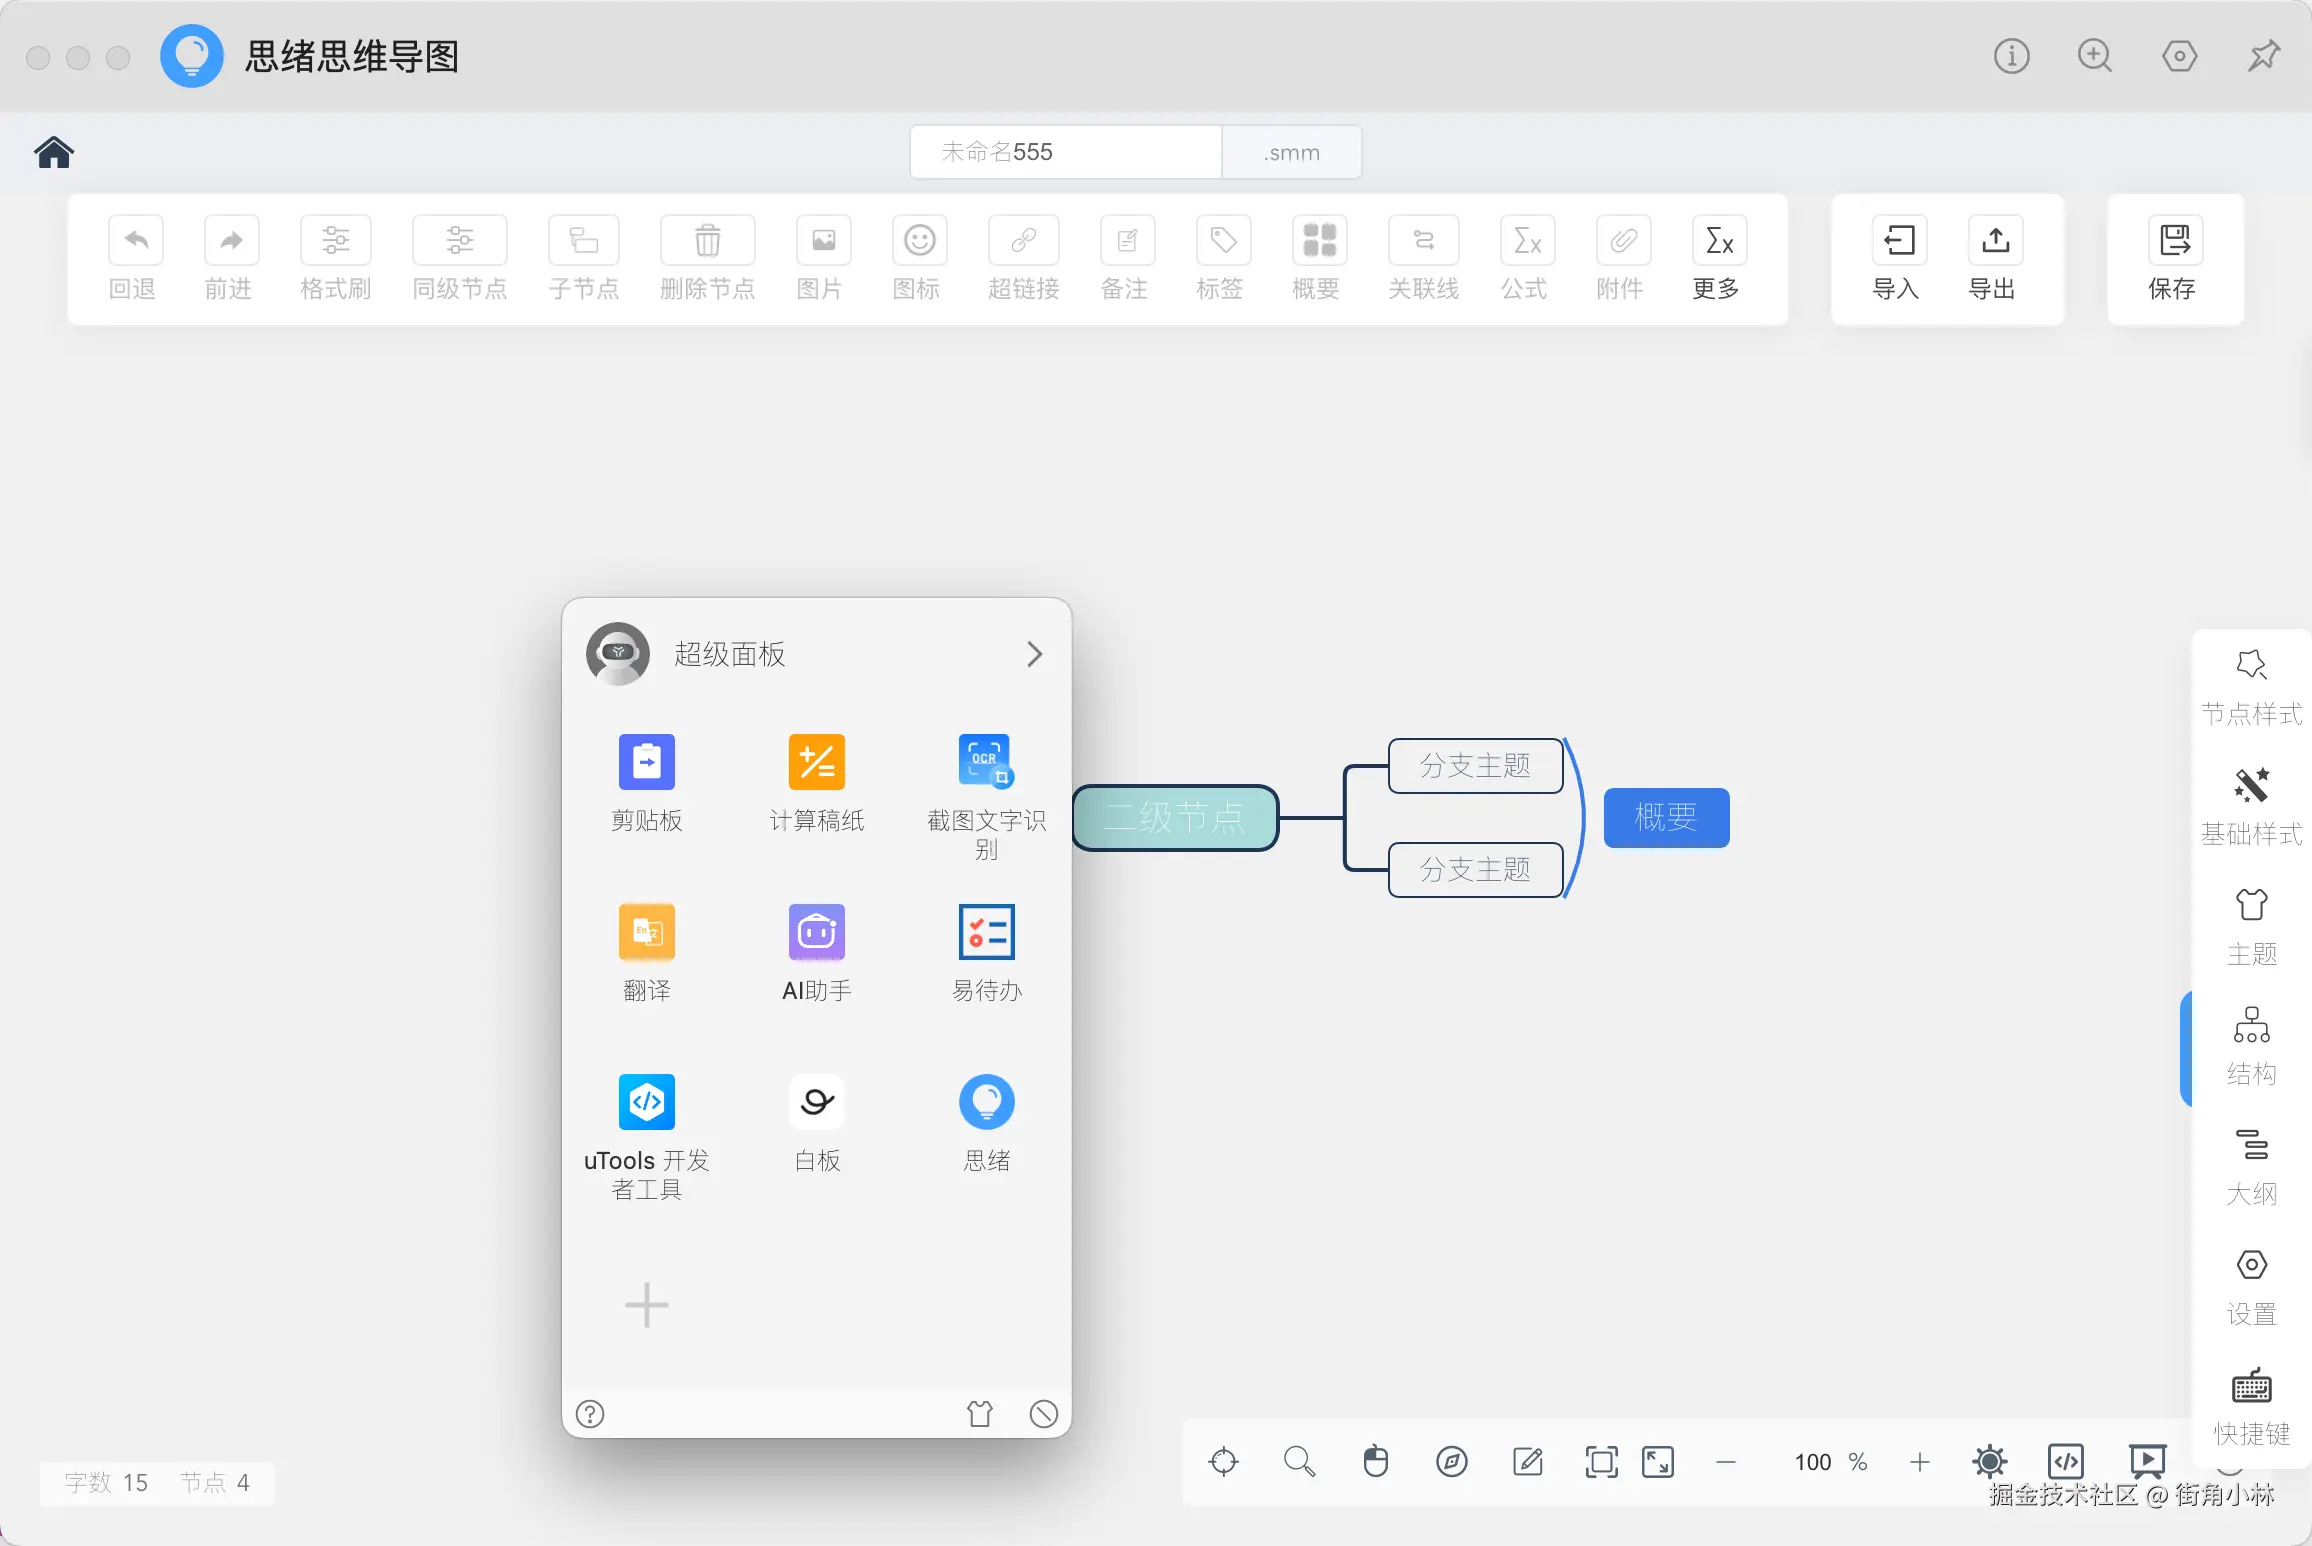 思绪思维导图
未命名555
.smm
回退
前进
格式刷
同级节点
子节点
删除节点
图片
图标
超链接
备注
标签
概要
关联线
公式
附件
更多
导入
导出
保存
超级面板
剪贴板
计算稿纸
OCR
截图文字识
别
En
文
翻译
AI助手
易待办
uTools 开发
者工具
白板
思绪
二级节点
分支主题
分支主题
概要
节点样式
基础样式
主题
结构
大纲
设置
快捷键
字数 15 节点 4
100 %
掘金技术社区 @ 街角小林